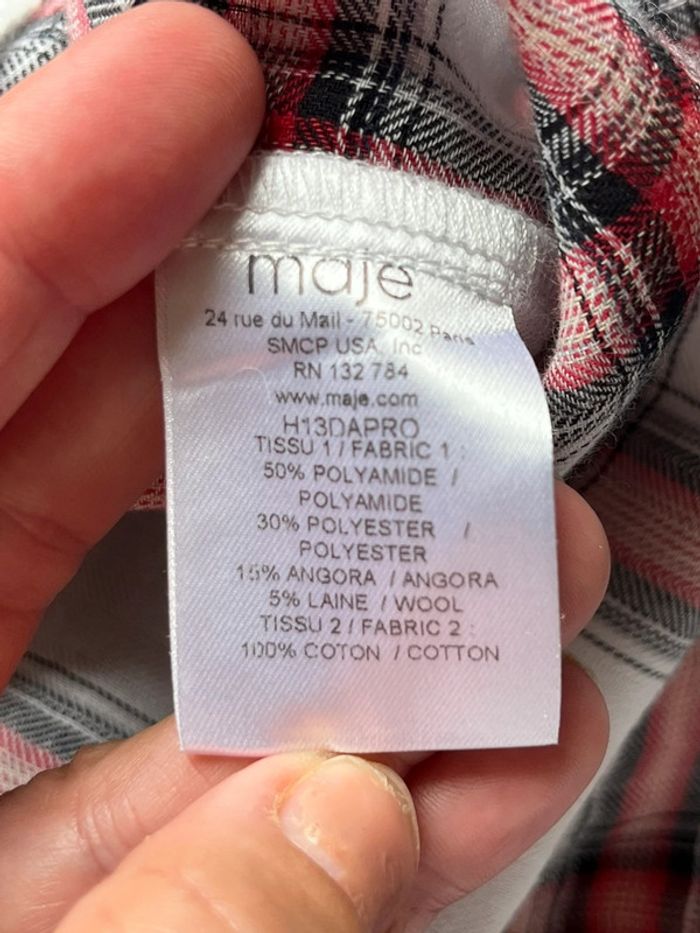 maje
24 rue du Mail - 75002 Paris
SMCP USA, Inc
RN 132 784
www.maje.com
H13DAPRO
TISSU 1 / FABRIC 1 :
50% POLYAMIDE /
POLYAMIDE
30% POLYESTER /
POLYESTER
15% ANGORA / ANGORA
5% LAINE / WOOL
TISSU 2 / FABRIC 2 :
100% COTON / COTTON